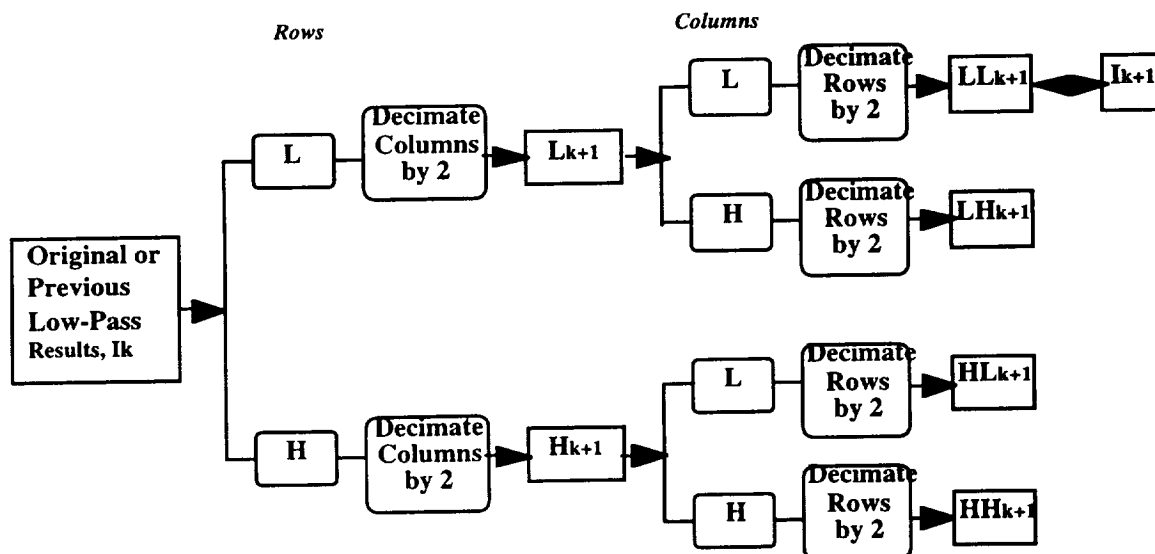 Rows
Columns
L
Decimate
Columns
by 2
Lk+1
L
Decimate
Rows
by 2
LLk+1
Ik+1
H
Decimate
Rows
by 2
LHk+1
Original or
Previous
Low-Pass
Results, Ik
H
Decimate
Columns
by 2
Hk+1
L
Decimate
Rows
by 2
HLk+1
H
Decimate
Rows
by 2
HHk+1